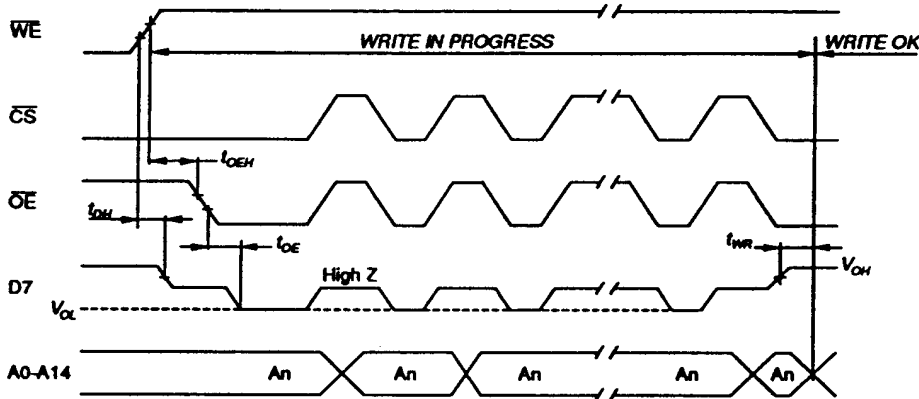 WE
WRITE IN PROGRESS
WRITE OK
CS
tOEH
OE
tDH
tOE
tWR
D7
High Z
VOH
VOL
A0-A14
An
An
An
An
An